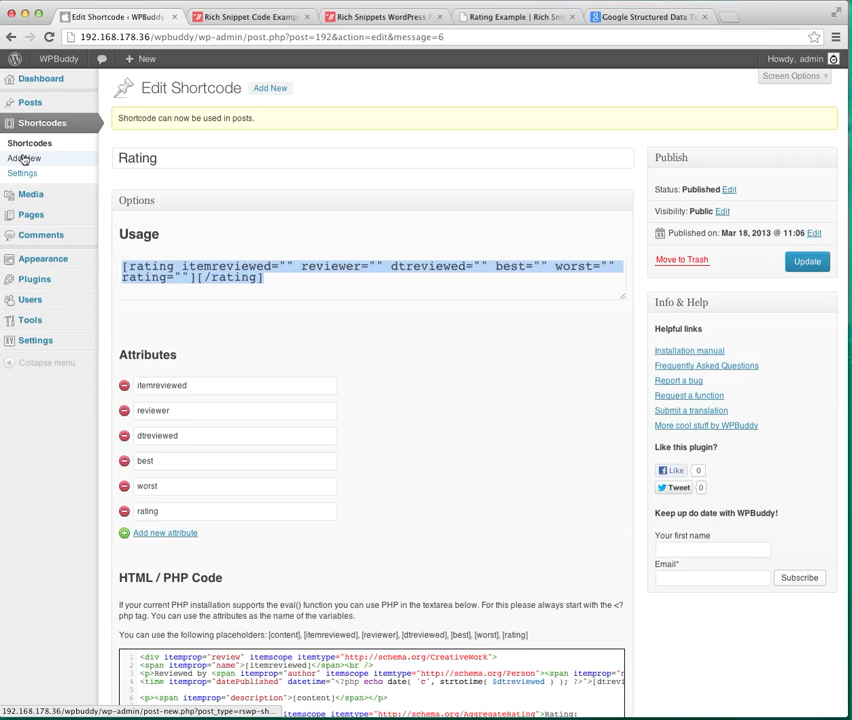 Edit Shortcode ‹ WPBuddy
Rich Snippet Code Exampl
Rich Snippets WordPress P
Rating Example | Rich Snip
Google Structured Data Te
192.168.178.36/wpbuddy/wp-admin/post.php?post=192&action=edit&message=6
WPBuddy
+ New
Howdy, admin
Dashboard
Posts
Shortcodes
Shortcodes
Add New
Settings
Media
Pages
Comments
Appearance
Plugins
Users
Tools
Settings
Collapse menu
Screen Options
Edit Shortcode
Add New
Shortcode can now be used in posts.
Rating
Options
Usage
[rating itemreviewed="" reviewer="" dtreviewed="" best="" worst=""
rating=""][/rating]
Attributes
itemreviewed
reviewer
dtreviewed
best
worst
rating
Add new attribute
HTML / PHP Code
If your current PHP installation supports the eval() function you can use PHP in the textarea below. For this please always start with the <?
php tag. You can use the attributes as the name of the variables.
You can use the following placeholders: [content], [itemreviewed], [reviewer], [dtreviewed], [best], [worst], [rating]
1 <div itemprop="review" itemscope itemtype="http://schema.org/CreativeWork">
2 <span itemprop="name">[itemreviewed]</span><br />
3 <p>Reviewed by <span itemprop="author" itemscope itemtype="http://schema.org/Person"><span itemprop="n
4 <time itemprop="datePublished" datetime="<?php echo date( 'c', strtotime( $dtreviewed ) ); ?>">[dtrev
5
6 <p><span itemprop="description">[content]</span></p>
itemscope itemtype="http://schema.org/AggregateRating">Rating:
Publish
Status: Published Edit
Visibility: Public Edit
Published on: Mar 18, 2013 @ 11:06 Edit
Move to Trash
Update
Info & Help
Helpful links
Installation manual
Frequently Asked Questions
Report a bug
Request a function
Submit a translation
More cool stuff by WPBuddy
Like this plugin?
Like 0
Tweet 0
Keep up do date with WPBuddy!
Your first name
Email*
Subscribe
192.168.178.36/wpbuddy/wp-admin/post-new.php?post_type=rswp-sh...